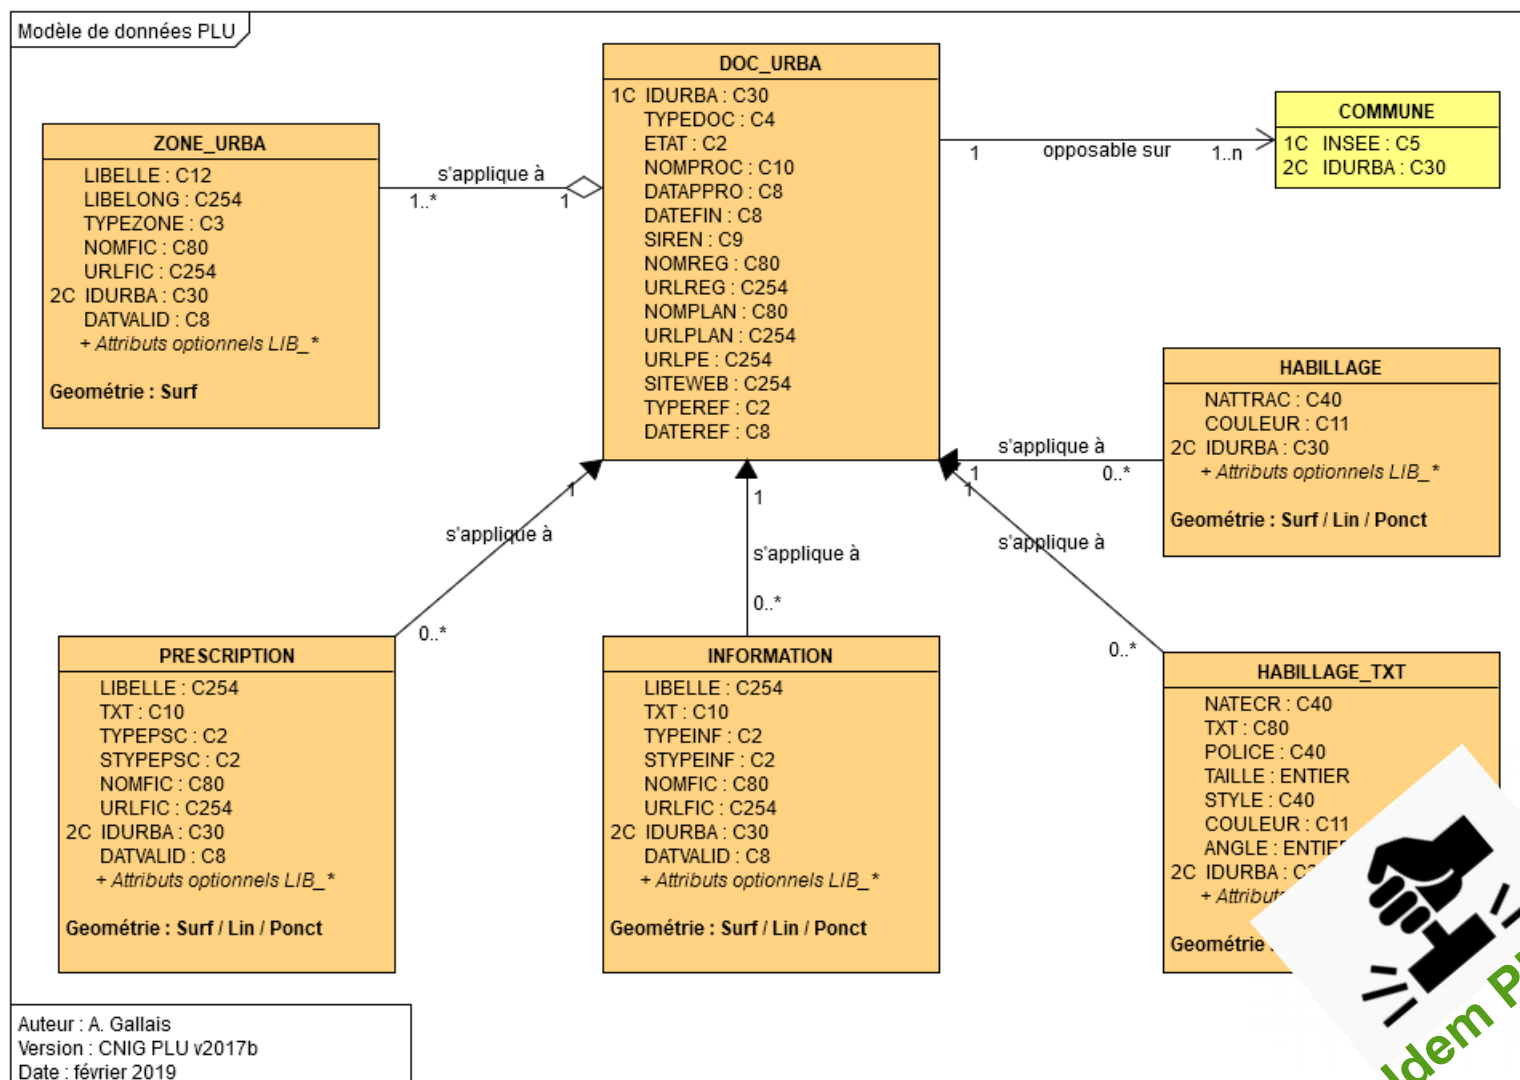 Modèle de données PLU
DOC_URBA
1C IDURBA : C30
TYPEDOC : C4
ETAT : C2
NOMPROC : C10
DATAPPRO : C8
DATEFIN : C8
SIREN : C9
NOMREG : C80
URLREG : C254
NOMPLAN : C80
URLPLAN : C254
URLPE : C254
SITEWEB : C254
TYPEREF : C2
DATEREF : C8
COMMUNE
1C INSEE : C5
2C IDURBA : C30
1 opposable sur 1..n
ZONE_URBA
LIBELLE : C12
LIBELONG : C254
TYPEZONE : C3
NOMFIC : C80
URLFIC : C254
2C IDURBA : C30
DATVALID : C8
+ Attributs optionnels LIB_*
Geométrie : Surf
s'applique à
1..* 1
HABILLAGE
NATTRAC : C40
COULEUR : C11
2C IDURBA : C30
+ Attributs optionnels LIB_*
Geométrie : Surf / Lin / Ponct
s'applique à
1 0..*
1
s'applique à
0..*
1
s'applique à
0..*
1
s'applique à
0..*
PRESCRIPTION
LIBELLE : C254
TXT : C10
TYPEPSC : C2
STYPEPSC : C2
NOMFIC : C80
URLFIC : C254
2C IDURBA : C30
DATVALID : C8
+ Attributs optionnels LIB_*
Geométrie : Surf / Lin / Ponct
INFORMATION
LIBELLE : C254
TXT : C10
TYPEINF : C2
STYPEINF : C2
NOMFIC : C80
URLFIC : C254
2C IDURBA : C30
DATVALID : C8
+ Attributs optionnels LIB_*
Geométrie : Surf / Lin / Ponct
HABILLAGE_TXT
NATECR : C40
TXT : C80
POLICE : C40
TAILLE : ENTIER
STYLE : C40
COULEUR : C11
ANGLE :
2C IDURBA :
+
Geométrie
Idem
Auteur : A. Gallais
Version : CNIG PLU v2017b
Date : février 2019